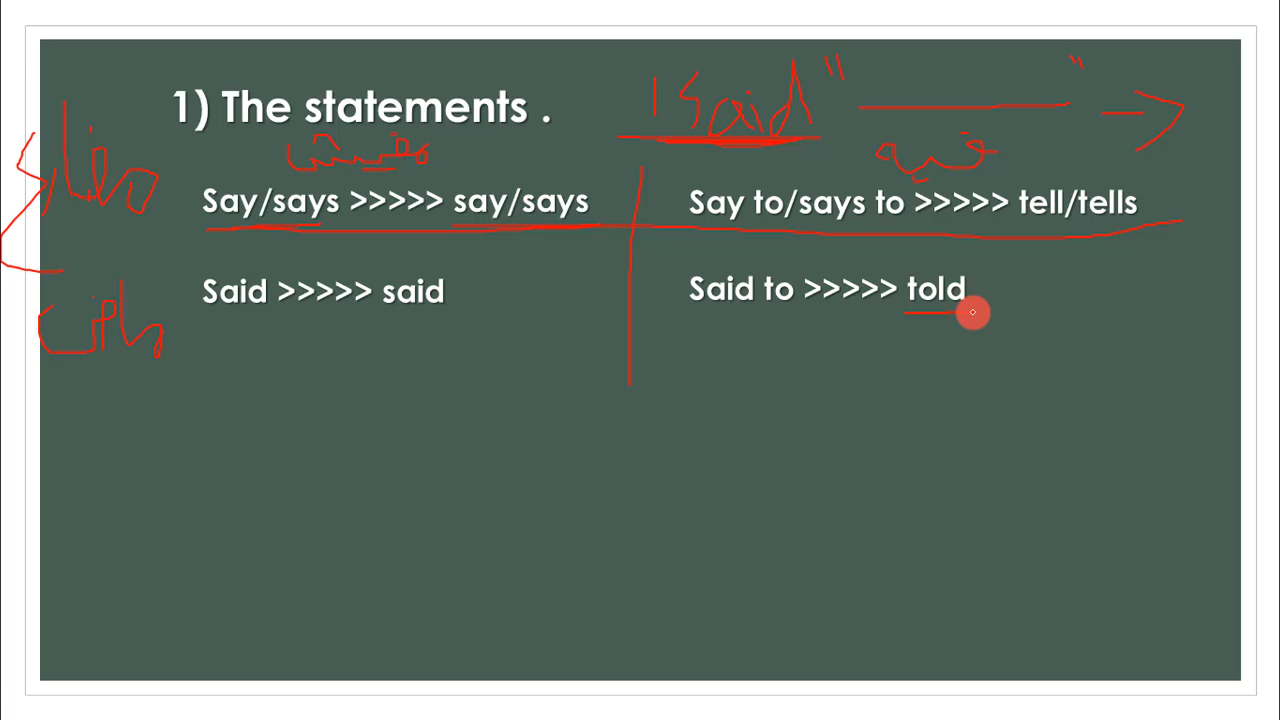 1) The statements .
I Said " "
Say/says >>>>> say/says
Say to/says to >>>>> tell/tells
Said >>>>> said
Said to >>>>> told